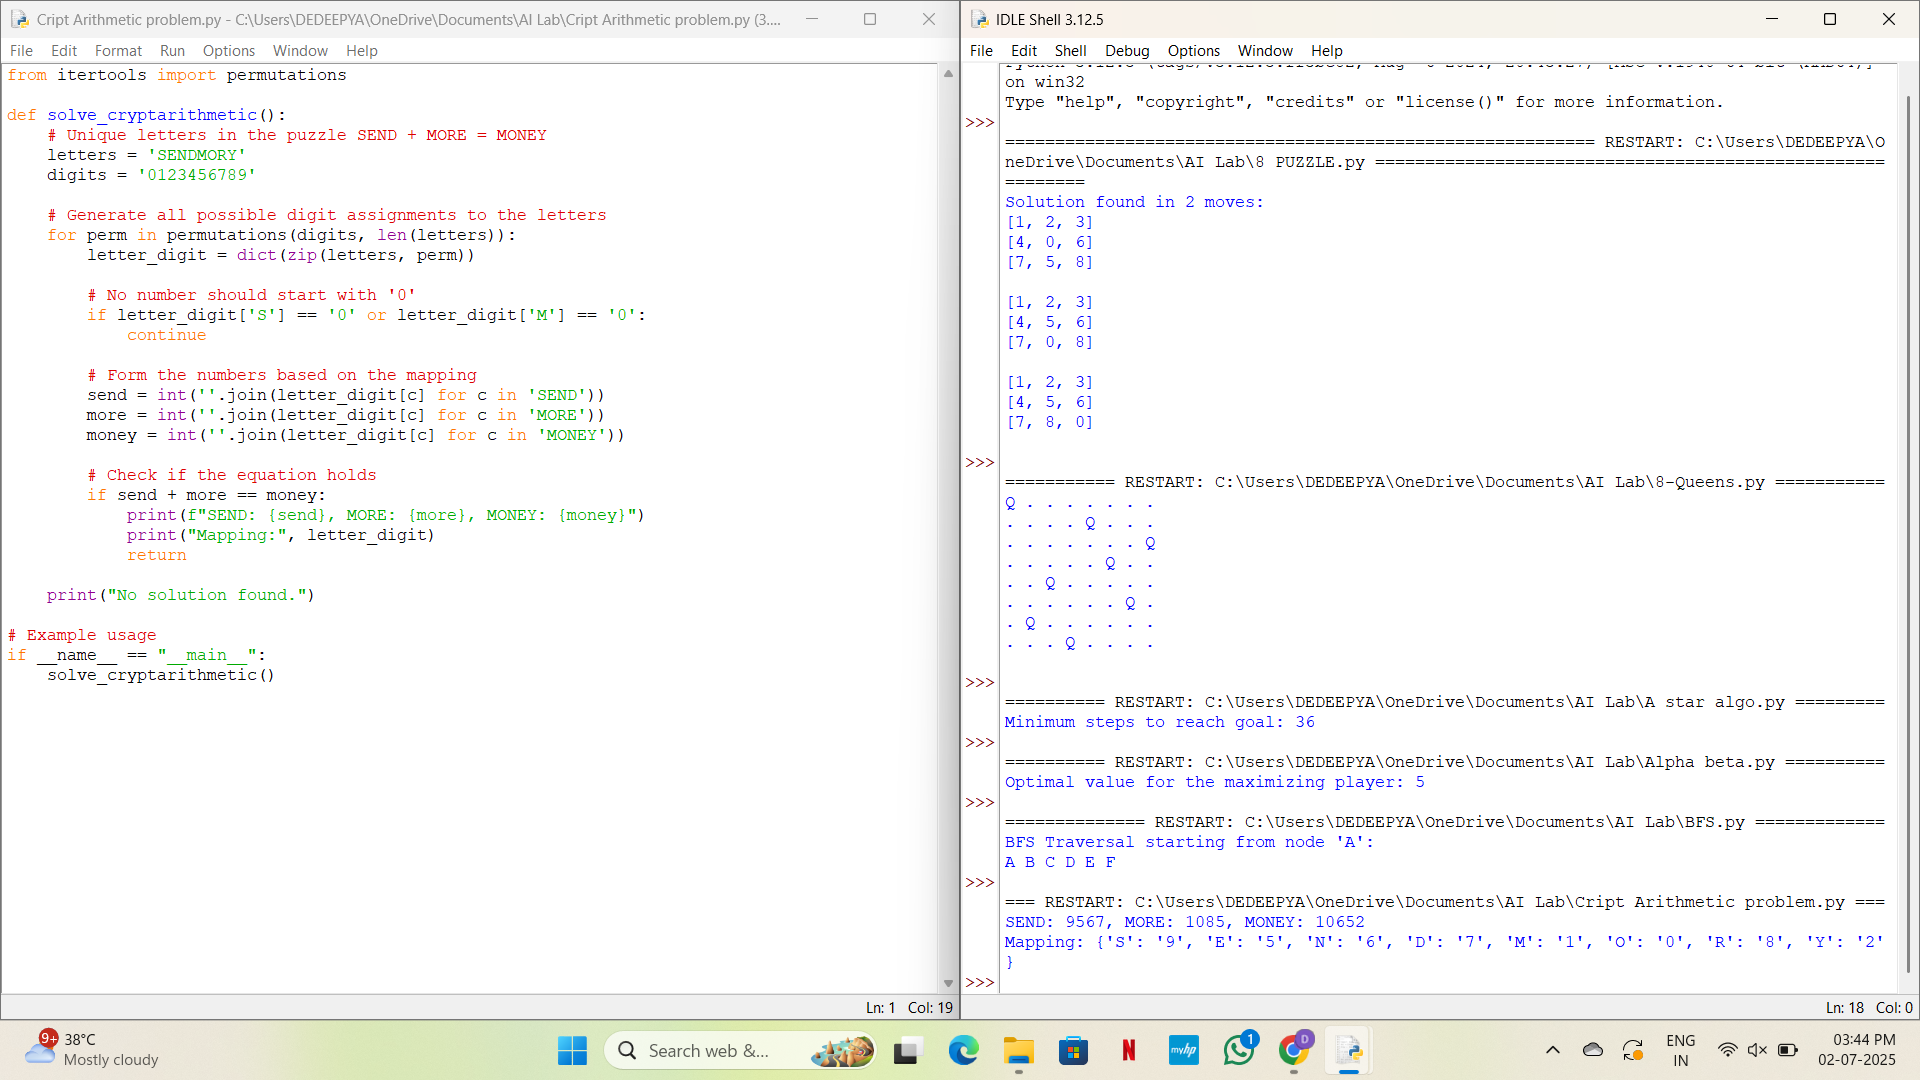 Cript Arithmetic problem.py - C:\Users\DEDEEPYA\OneDrive\Documents\AI Lab\Cript Arithmetic problem.py (3....
File Edit Format Run Options Window Help
from itertools import permutations
def solve_cryptarithmetic():
# Unique letters in the puzzle SEND + MORE = MONEY
letters = 'SENDMORY'
digits = '0123456789'
# Generate all possible digit assignments to the letters
for perm in permutations(digits, len(letters)):
letter_digit = dict(zip(letters, perm))
# No number should start with '0'
if letter_digit['S'] == '0' or letter_digit['M'] == '0':
continue
# Form the numbers based on the mapping
send = int(''.join(letter_digit[c] for c in 'SEND'))
more = int(''.join(letter_digit[c] for c in 'MORE'))
money = int(''.join(letter_digit[c] for c in 'MONEY'))
# Check if the equation holds
if send + more == money:
print(f"SEND: {send}, MORE: {more}, MONEY: {money}")
print("Mapping:", letter_digit)
return
print("No solution found.")
# Example usage
if __name__ == "__main__":
solve_cryptarithmetic()
Ln: 1 Col: 19
IDLE Shell 3.12.5
File Edit Shell Debug Options Window Help
on win32
Type "help", "copyright", "credits" or "license()" for more information.
>>>
=========================================================== RESTART: C:\Users\DEDEEPYA\O
neDrive\Documents\AI Lab\8 PUZZLE.py ===================================================
========
Solution found in 2 moves:
[1, 2, 3]
[4, 0, 6]
[7, 5, 8]
[1, 2, 3]
[4, 5, 6]
[7, 0, 8]
[1, 2, 3]
[4, 5, 6]
[7, 8, 0]
>>>
=========== RESTART: C:\Users\DEDEEPYA\OneDrive\Documents\AI Lab\8-Queens.py ===========
Q . . . . . . .
. . . . Q . . .
. . . . . . . Q
. . . . . Q . .
. . Q . . . . .
. . . . . . Q .
. Q . . . . . .
. . . Q . . . .
>>>
========== RESTART: C:\Users\DEDEEPYA\OneDrive\Documents\AI Lab\A star algo.py =========
Minimum steps to reach goal: 36
>>>
========== RESTART: C:\Users\DEDEEPYA\OneDrive\Documents\AI Lab\Alpha beta.py ==========
Optimal value for the maximizing player: 5
>>>
============== RESTART: C:\Users\DEDEEPYA\OneDrive\Documents\AI Lab\BFS.py =============
BFS Traversal starting from node 'A':
A B C D E F
>>>
=== RESTART: C:\Users\DEDEEPYA\OneDrive\Documents\AI Lab\Cript Arithmetic problem.py ===
SEND: 9567, MORE: 1085, MONEY: 10652
Mapping: {'S': '9', 'E': '5', 'N': '6', 'D': '7', 'M': '1', 'O': '0', 'R': '8', 'Y': '2'
}
>>>
Ln: 18 Col: 0
9+ 38°C
Mostly cloudy
Search web &...
N
myhp
1
D
ENG
IN
03:44 PM
02-07-2025